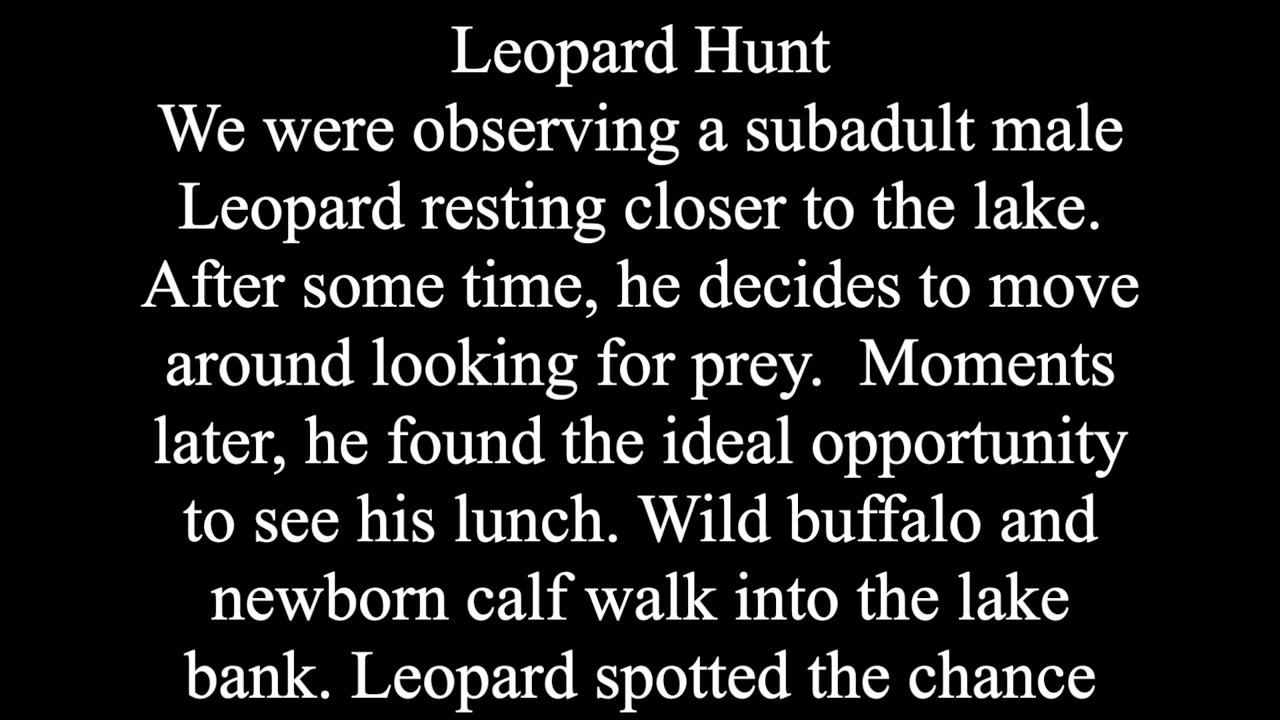 Leopard Hunt
We were observing a subadult male
Leopard resting closer to the lake.
After some time, he decides to move
around looking for prey.  Moments
later, he found the ideal opportunity
to see his lunch. Wild buffalo and
newborn calf walk into the lake
bank. Leopard spotted the chance